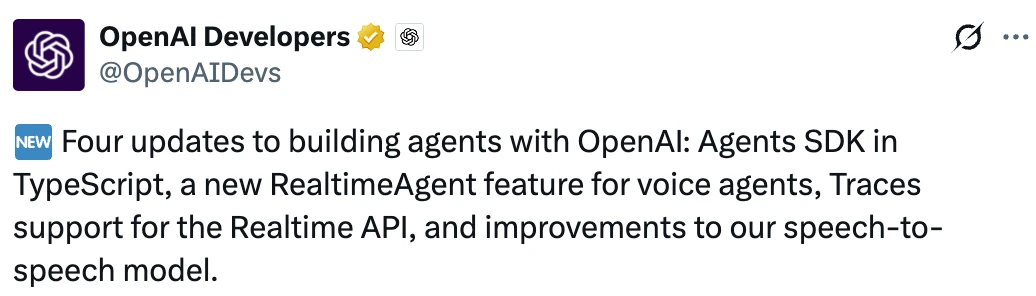 OpenAI Developers
@OpenAIDevs
NEW Four updates to building agents with OpenAI: Agents SDK in
TypeScript, a new RealtimeAgent feature for voice agents, Traces
support for the Realtime API, and improvements to our speech-to-
speech model.